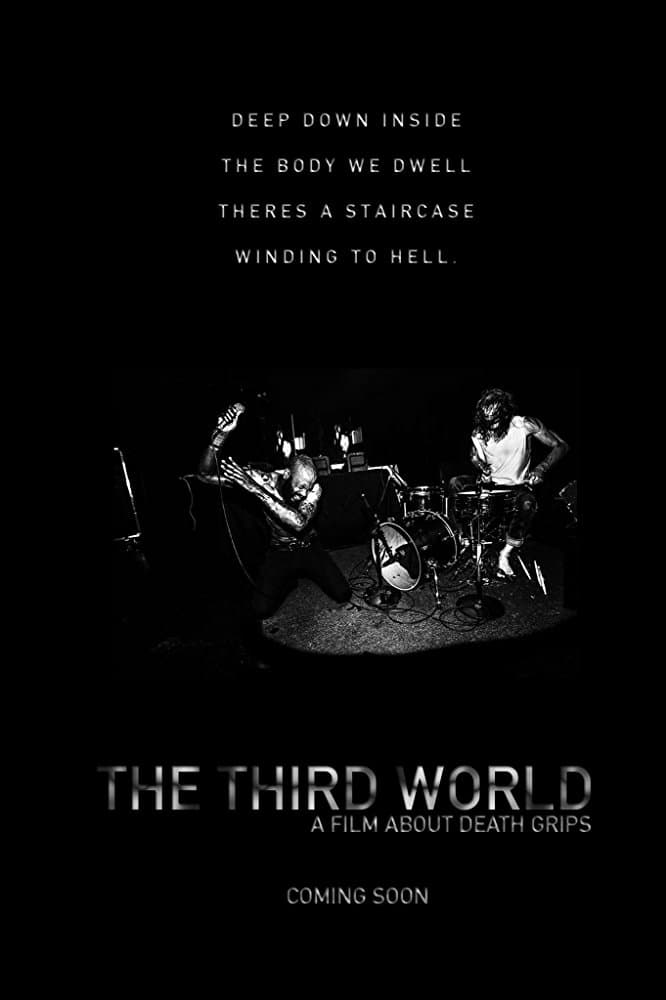 DEEP DOWN INSIDE
THE BODY WE DWELL
THERES A STAIRCASE
WINDING TO HELL.
THE THIRD WORLD
A FILM ABOUT DEATH GRIPS
COMING SOON